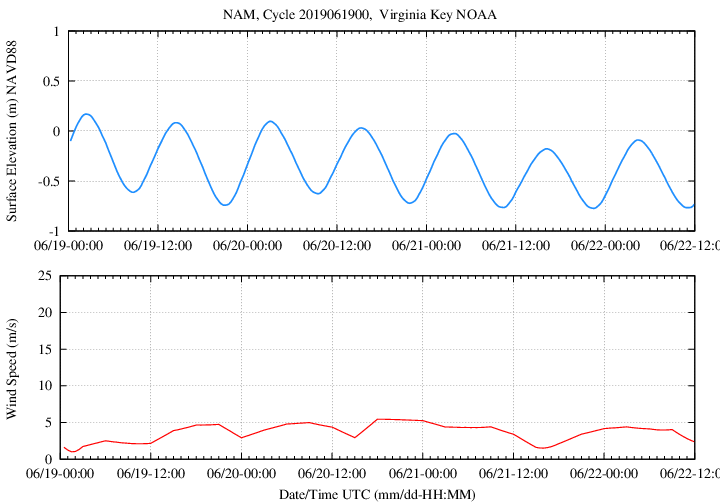 NAM, Cycle 2019061900, Virginia Key NOAA
Surface Elevation (m) NAVD88
1
0.5
0
-0.5
-1
06/19-00:00 06/19-12:00 06/20-00:00 06/20-12:00 06/21-00:00 06/21-12:00 06/22-00:00 06/22-12:0
Wind Speed (m/s)
25
20
15
10
5
0
06/19-00:00 06/19-12:00 06/20-00:00 06/20-12:00 06/21-00:00 06/21-12:00 06/22-00:00 06/22-12:0
Date/Time UTC (mm/dd-HH:MM)